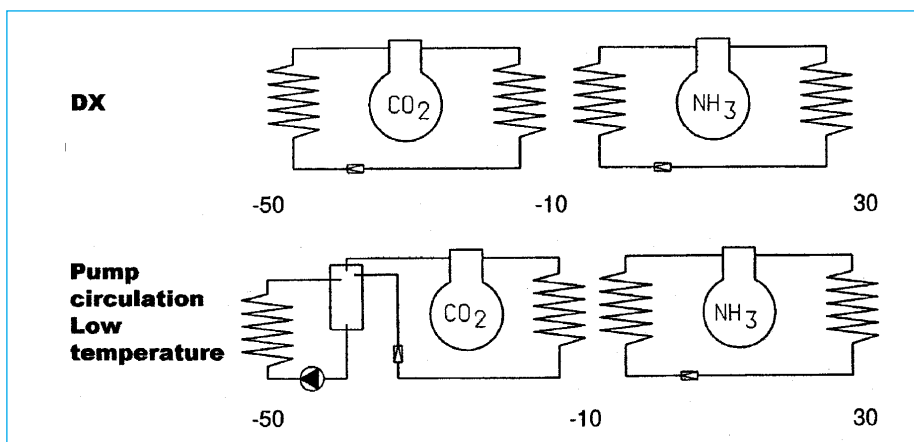 DX
CO2
NH3
-50
-10
30
Pump
circulation
Low
temperature
CO2
NH3
-50
-10
30